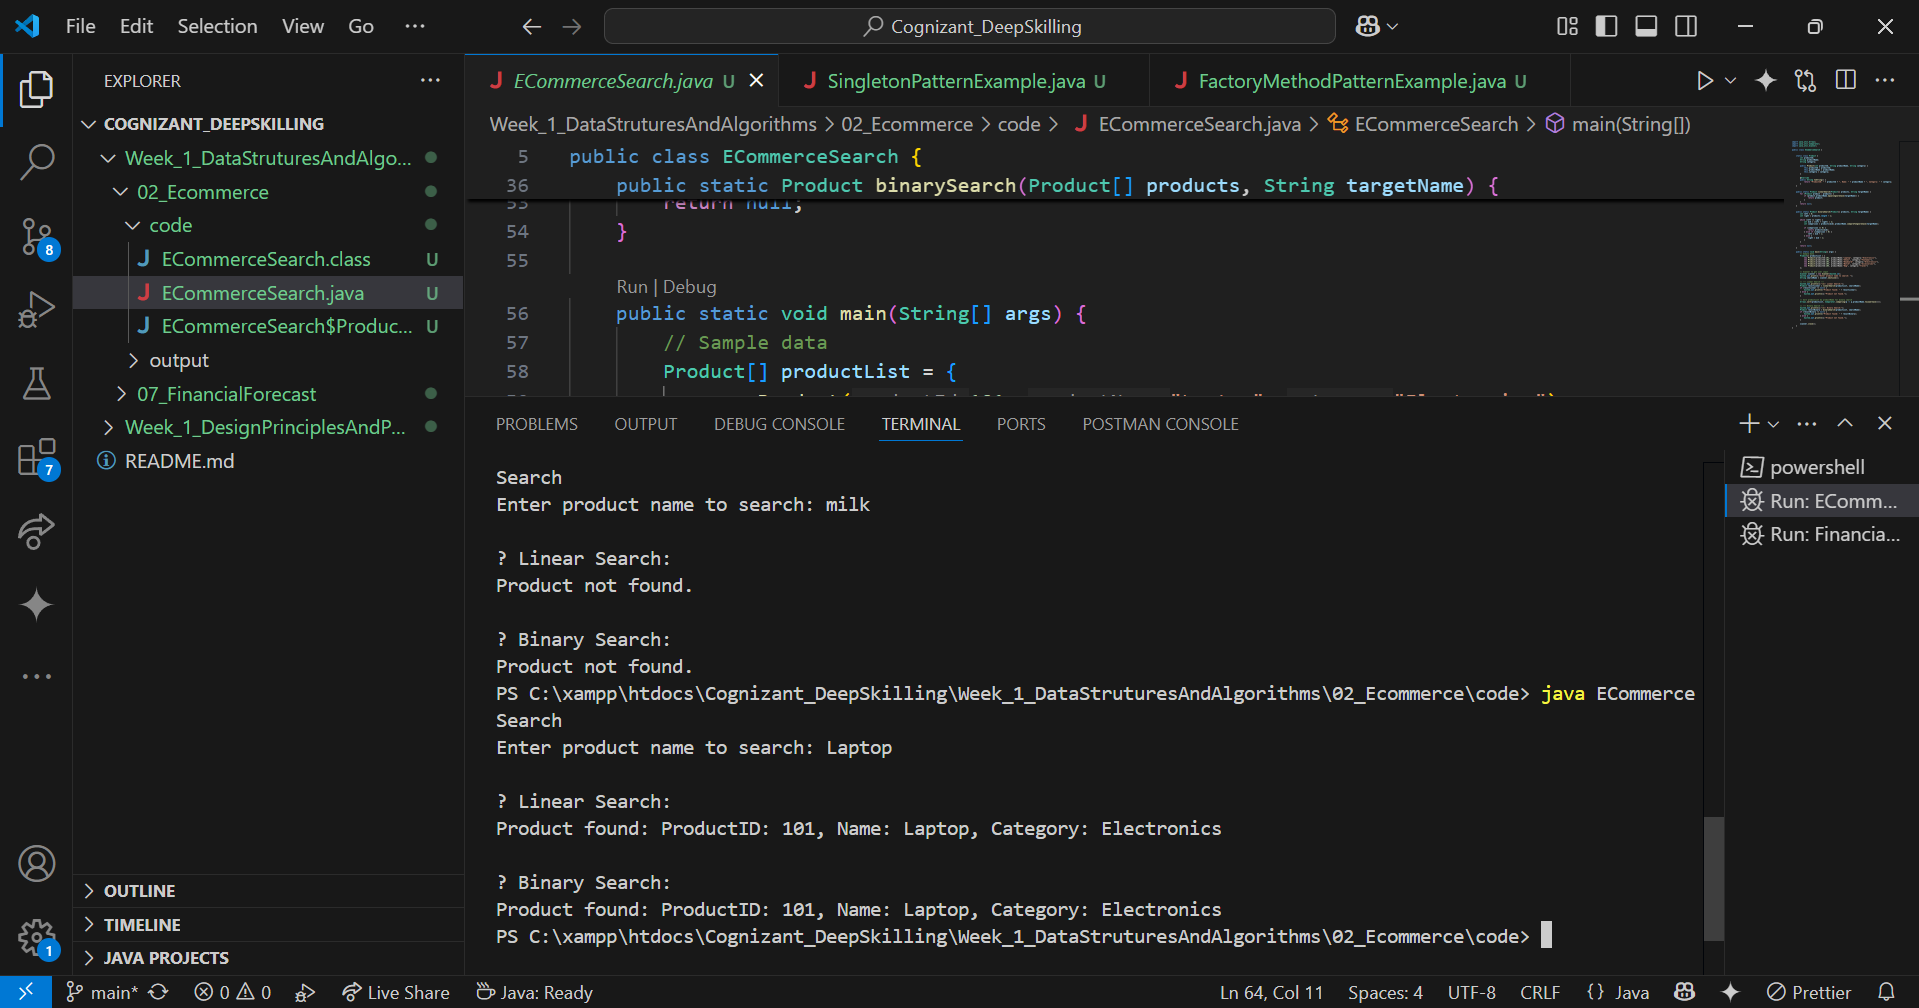 File Edit Selection View Go ···
Cognizant_DeepSkilling
EXPLORER ···
COGNIZANT_DEEPSKILLING
Week_1_DataStruturesAndAlgo...
02_Ecommerce
code
ECommerceSearch.class U
ECommerceSearch.java U
ECommerceSearch$Produc... U
output
07_FinancialForecast
Week_1_DesignPrinciplesAndP...
README.md
OUTLINE
TIMELINE
JAVA PROJECTS
8
7
1
ECommerceSearch.java U
SingletonPatternExample.java U
FactoryMethodPatternExample.java U
Week_1_DataStruturesAndAlgorithms > 02_Ecommerce > code > ECommerceSearch.java > ECommerceSearch > main(String[])
5 public class ECommerceSearch {
36 public static Product binarySearch(Product[] products, String targetName) {
53 return null;
54 }
55
Run | Debug
56 public static void main(String[] args) {
57 // Sample data
58 Product[] productList = {
PROBLEMS OUTPUT DEBUG CONSOLE TERMINAL PORTS POSTMAN CONSOLE
Search
Enter product name to search: milk
? Linear Search:
Product not found.
? Binary Search:
Product not found.
PS C:\xampp\htdocs\Cognizant_DeepSkilling\Week_1_DataStruturesAndAlgorithms\02_Ecommerce\code> java ECommerce
Search
Enter product name to search: Laptop
? Linear Search:
Product found: ProductID: 101, Name: Laptop, Category: Electronics
? Binary Search:
Product found: ProductID: 101, Name: Laptop, Category: Electronics
PS C:\xampp\htdocs\Cognizant_DeepSkilling\Week_1_DataStruturesAndAlgorithms\02_Ecommerce\code>
powershell
Run: EComm...
Run: Financia...
main* 0 0 Live Share Java: Ready Ln 64, Col 11 Spaces: 4 UTF-8 CRLF {} Java Prettier